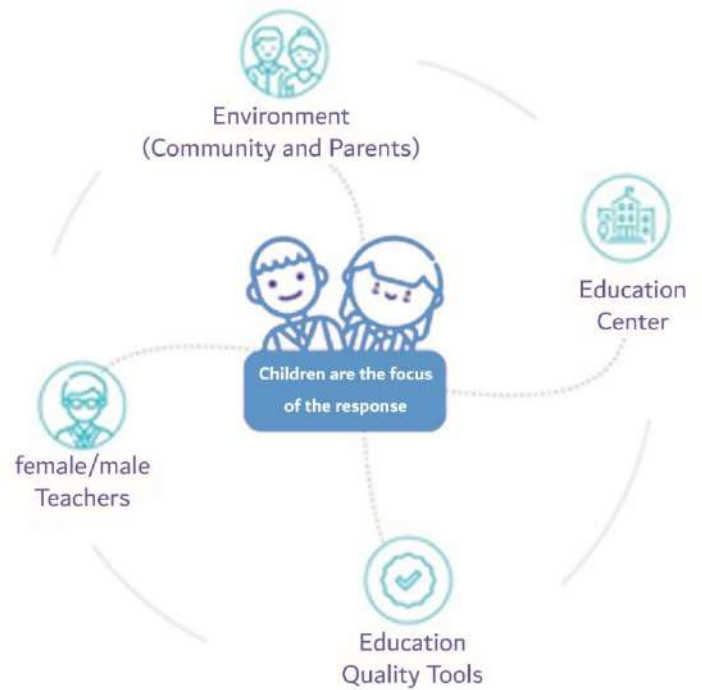 Environment
(Community and Parents)
Education
Center
Children are the focus
of the response
female/male
Teachers
Education
Quality Tools